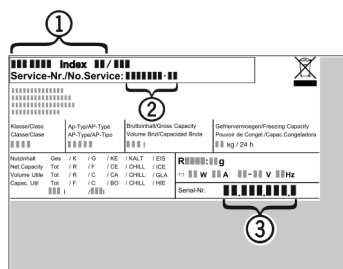 1
Index /
Service-Nr./No.Service: -
2
Klasse/Class
Classe/Clase
Ap-Typ/AP-Type
AP-Type/AP-Tipo
Bruttoinhalt/Gross Capacity
Volume Brut/Capacidad Bruta
l
Gefriervermoegen/Freezing Capacity
Pouvoir de Congel./Capac.Congeladora
kg / 24 h
Nutzinhalt Ges / K / G / KE / KALT / EIS
Net.Capacity Tot / R / F / CE / CHILL / ICE
Volume Utile Tot / R / C / CA / CHILL / GLA
Capac. Util Tot / F / C / BO / CHILL / HIE
l / l
R : g
W A - V Hz
Serial-Nr. . . .
3